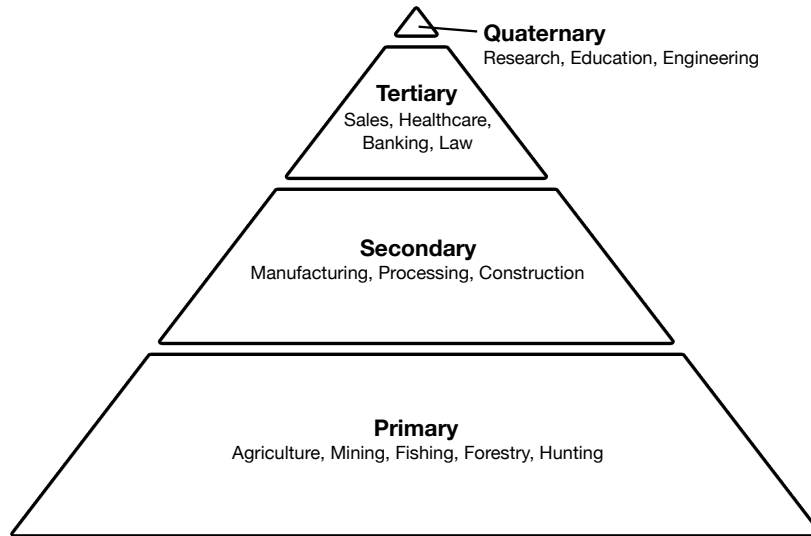 Quaternary
Research, Education, Engineering
Tertiary
Sales, Healthcare,
Banking, Law
Secondary
Manufacturing, Processing, Construction
Primary
Agriculture, Mining, Fishing, Forestry, Hunting